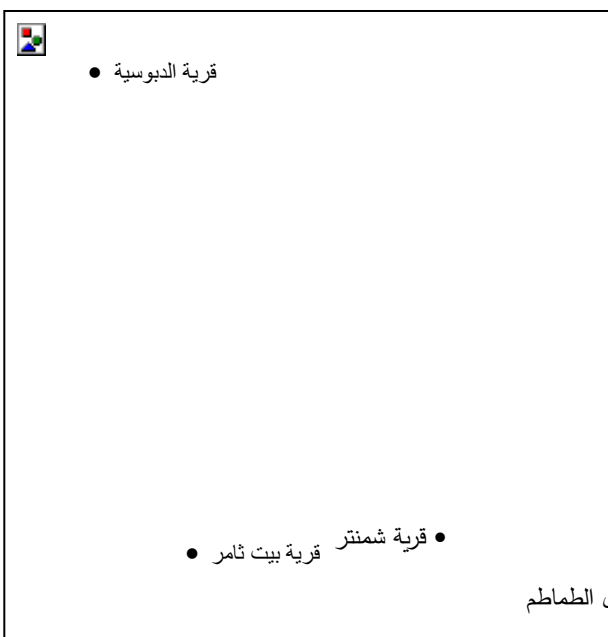 قرية الدبوسية
قرية شمنتر
قرية بيت ثامر
الطماطم